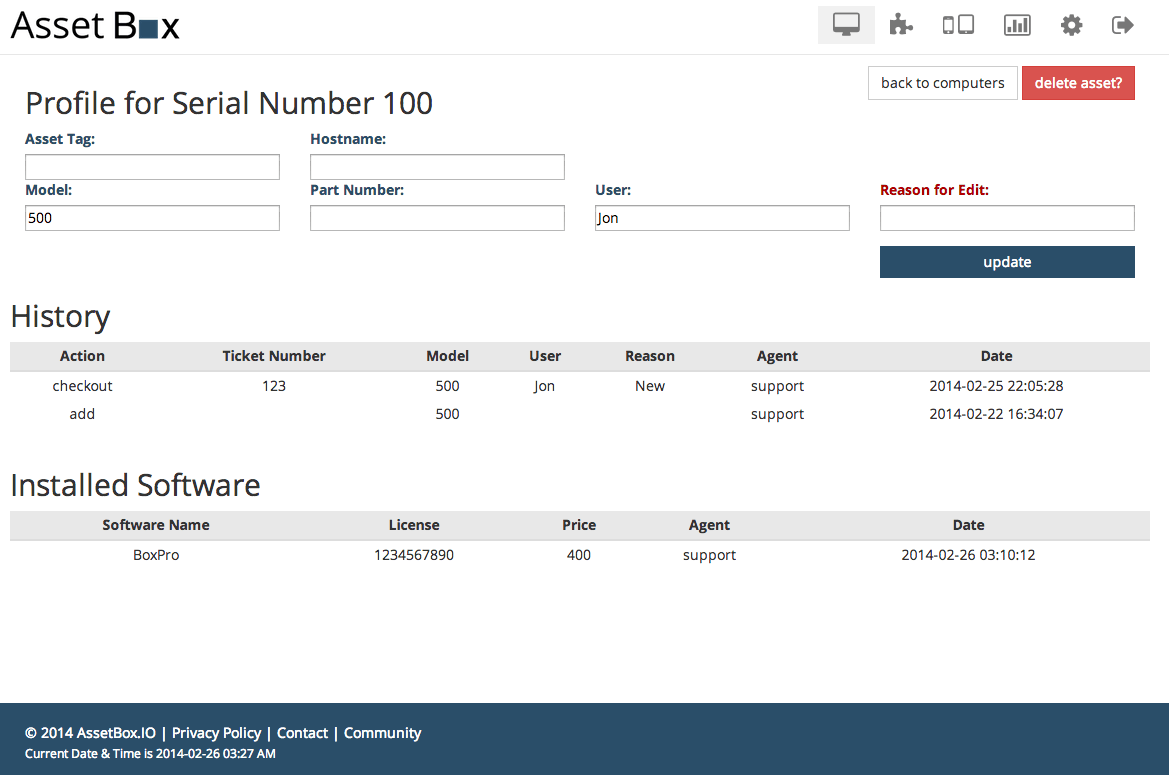 Asset Box
back to computers delete asset?
Profile for Serial Number 100
Asset Tag: Hostname:
Model: Part Number: User: Reason for Edit:
500 Jon
update
History
Action Ticket Number Model User Reason Agent Date
checkout 123 500 Jon New support 2014-02-25 22:05:28
add 500 support 2014-02-22 16:34:07
Installed Software
Software Name License Price Agent Date
BoxPro 1234567890 400 support 2014-02-26 03:10:12
© 2014 AssetBox.IO | Privacy Policy | Contact | Community
Current Date & Time is 2014-02-26 03:27 AM